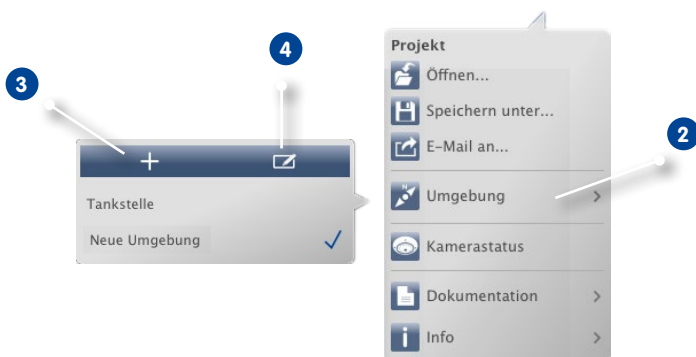 4
3
+
Tankstelle
Neue Umgebung
Projekt
Öffnen...
Speichern unter...
E-Mail an...
2
N
Umgebung
Kamerastatus
Dokumentation
i Info